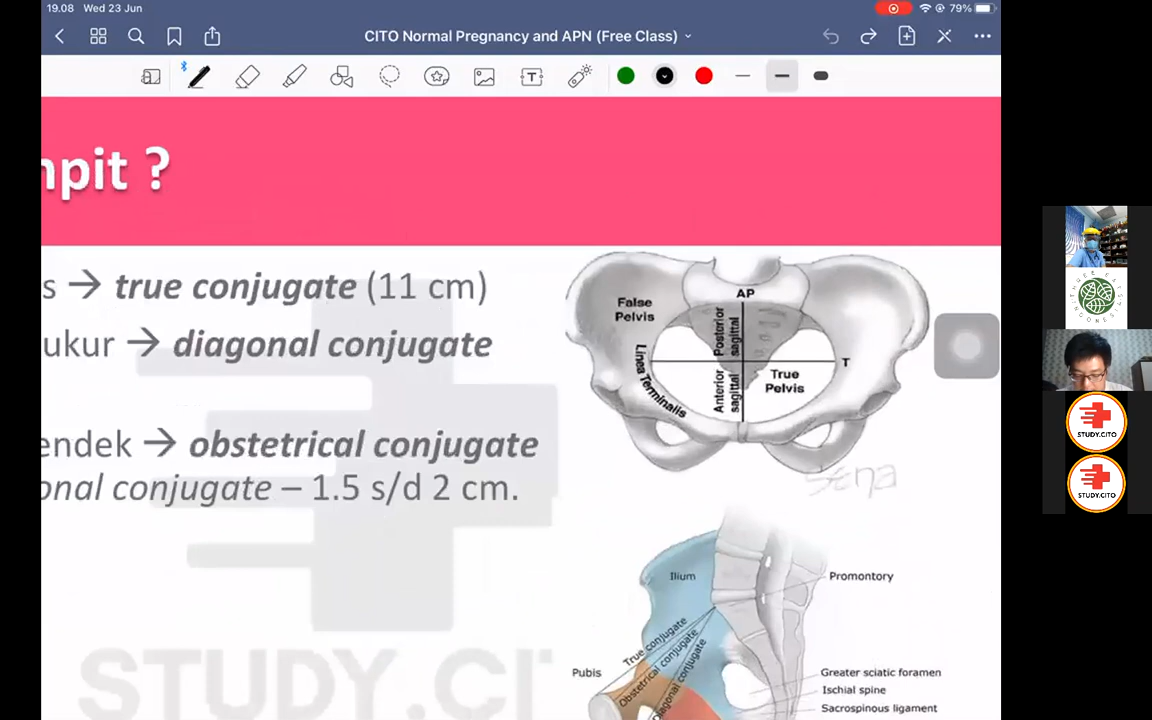 19.08 Wed 23 Jun
79%
CITO Normal Pregnancy and APN (Free Class)
T
npit ?
s → true conjugate (11 cm)
ukur → diagonal conjugate
endek → obstetrical conjugate
onal conjugate – 1.5 s/d 2 cm.
STUDY.CI
AP
False
Pelvis
Posterior
sagittal
T
Linea Terminalis
Anterior
sagittal
True
Pelvis
Ilium
Promontory
True conjugate
Obstetrical conjugate
Diagonal conjugate
Pubis
Greater sciatic foramen
Ischial spine
Sacrospinous ligament
STUDY.CITO
STUDY.CITO